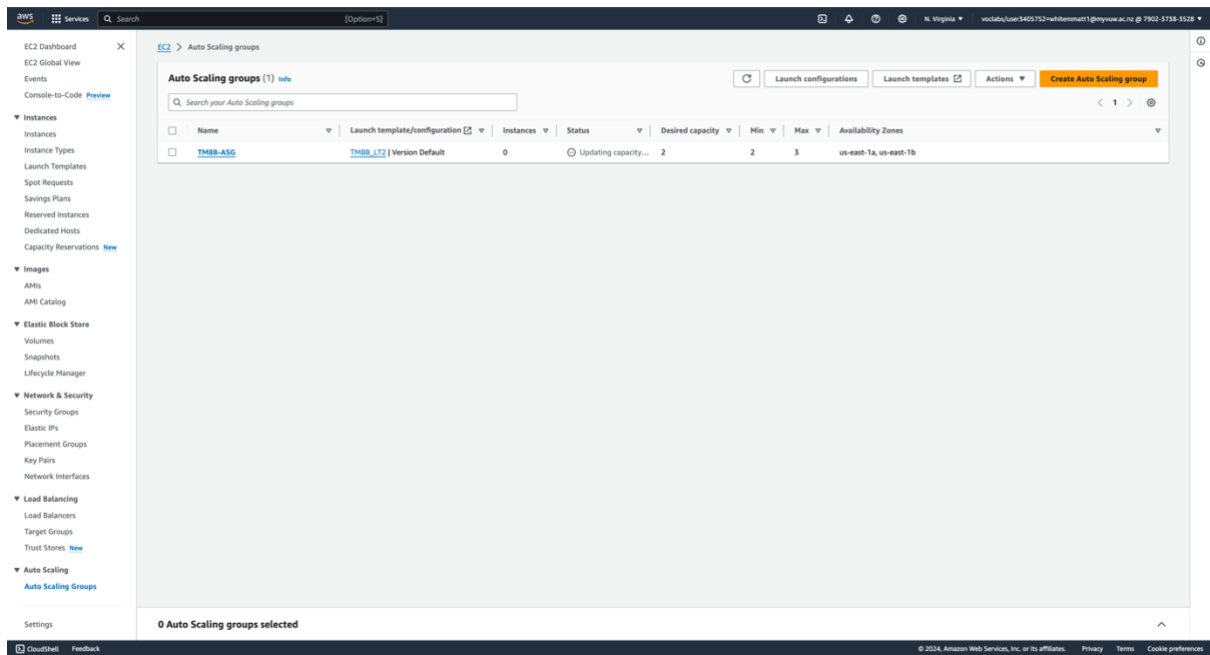 aws Services Search [Option+S] N. Virginia voclabs/user3405752=whitemmatt1@myvuw.ac.nz @ 7902-3738-3528
EC2 Dashboard
EC2 Global View
Events
Console-to-Code Preview
Instances
Instances
Instance Types
Launch Templates
Spot Requests
Savings Plans
Reserved Instances
Dedicated Hosts
Capacity Reservations New
Images
AMIs
AMI Catalog
Elastic Block Store
Volumes
Snapshots
Lifecycle Manager
Network & Security
Security Groups
Elastic IPs
Placement Groups
Key Pairs
Network Interfaces
Load Balancing
Load Balancers
Target Groups
Trust Stores New
Auto Scaling
Auto Scaling Groups
Settings
EC2 > Auto Scaling groups
Auto Scaling groups (1) Info Launch configurations Launch templates Actions Create Auto Scaling group
Search your Auto Scaling groups 1
Name Launch template/configuration Instances Status Desired capacity Min Max Availability Zones
TMBB-ASG TMBB_LT2 | Version Default 0 Updating capacity... 2 2 3 us-east-1a, us-east-1b
0 Auto Scaling groups selected
CloudShell Feedback © 2024, Amazon Web Services, Inc. or its affiliates. Privacy Terms Cookie preferences